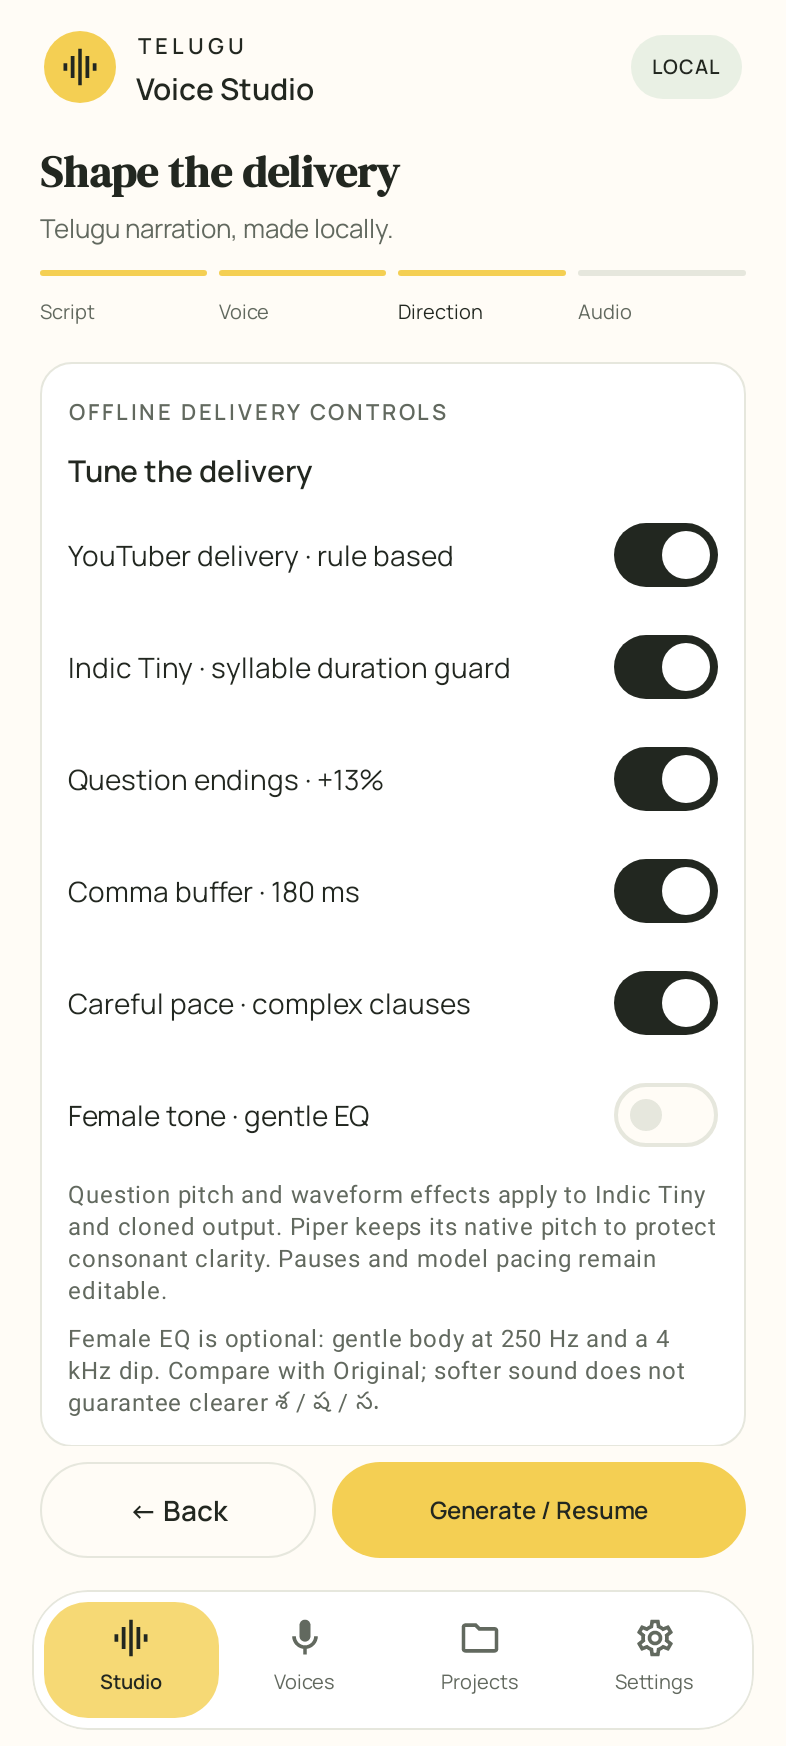 TELUGU
Voice Studio
LOCAL
Shape the delivery
Telugu narration, made locally.
Script
Voice
Direction
Audio
OFFLINE DELIVERY CONTROLS
Tune the delivery
YouTuber delivery · rule based
Indic Tiny · syllable duration guard
Question endings · +13%
Comma buffer · 180 ms
Careful pace · complex clauses
Female tone · gentle EQ
Question pitch and waveform effects apply to Indic Tiny
and cloned output. Piper keeps its native pitch to protect
consonant clarity. Pauses and model pacing remain
editable.
Female EQ is optional: gentle body at 250 Hz and a 4
kHz dip. Compare with Original; softer sound does not
guarantee clearer శ / ష / స.
← Back
Generate / Resume
Studio
Voices
Projects
Settings